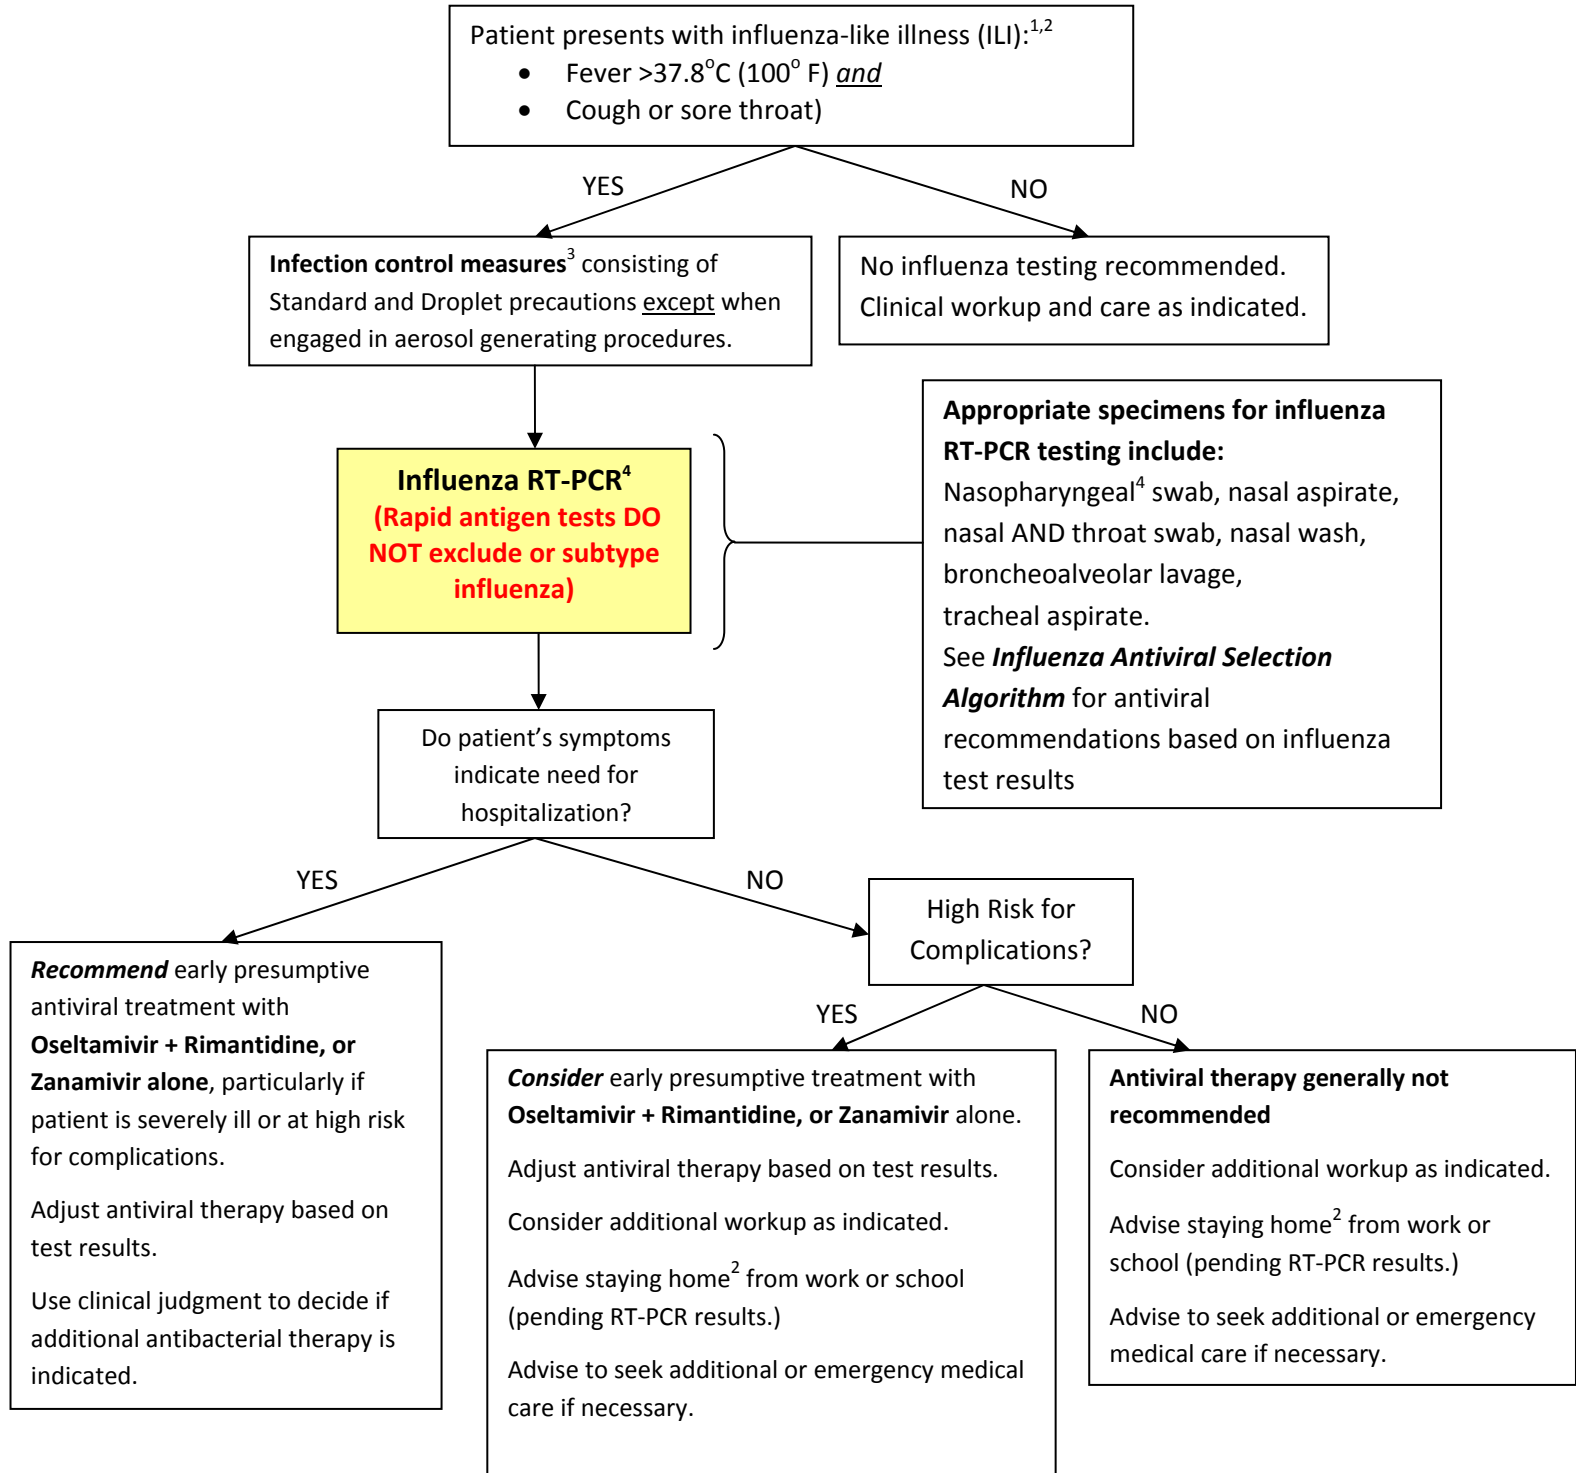 Patient presents with influenza-like illness (ILI):1,2
• Fever >37.8oC (100o F) and
• Cough or sore throat)
YES
NO
Infection control measures3 consisting of
Standard and Droplet precautions except when
engaged in aerosol generating procedures.
No influenza testing recommended.
Clinical workup and care as indicated.
Influenza RT-PCR4
(Rapid antigen tests DO
NOT exclude or subtype
influenza)
Appropriate specimens for influenza
RT-PCR testing include:
Nasopharyngeal4 swab, nasal aspirate,
nasal AND throat swab, nasal wash,
broncheoalveolar lavage,
tracheal aspirate.
See Influenza Antiviral Selection
Algorithm for antiviral
recommendations based on influenza
test results
Do patient's symptoms
indicate need for
hospitalization?
YES
NO
High Risk for
Complications?
YES
NO
Recommend early presumptive
antiviral treatment with
Oseltamivir + Rimantidine, or
Zanamivir alone, particularly if
patient is severely ill or at high risk
for complications.
Adjust antiviral therapy based on
test results.
Use clinical judgment to decide if
additional antibacterial therapy is
indicated.
Consider early presumptive treatment with
Oseltamivir + Rimantidine, or Zanamivir alone.
Adjust antiviral therapy based on test results.
Consider additional workup as indicated.
Advise staying home2 from work or school
(pending RT-PCR results.)
Advise to seek additional or emergency medical
care if necessary.
Antiviral therapy generally not
recommended
Consider additional workup as indicated.
Advise staying home2 from work or
school (pending RT-PCR results.)
Advise to seek additional or emergency
medical care if necessary.